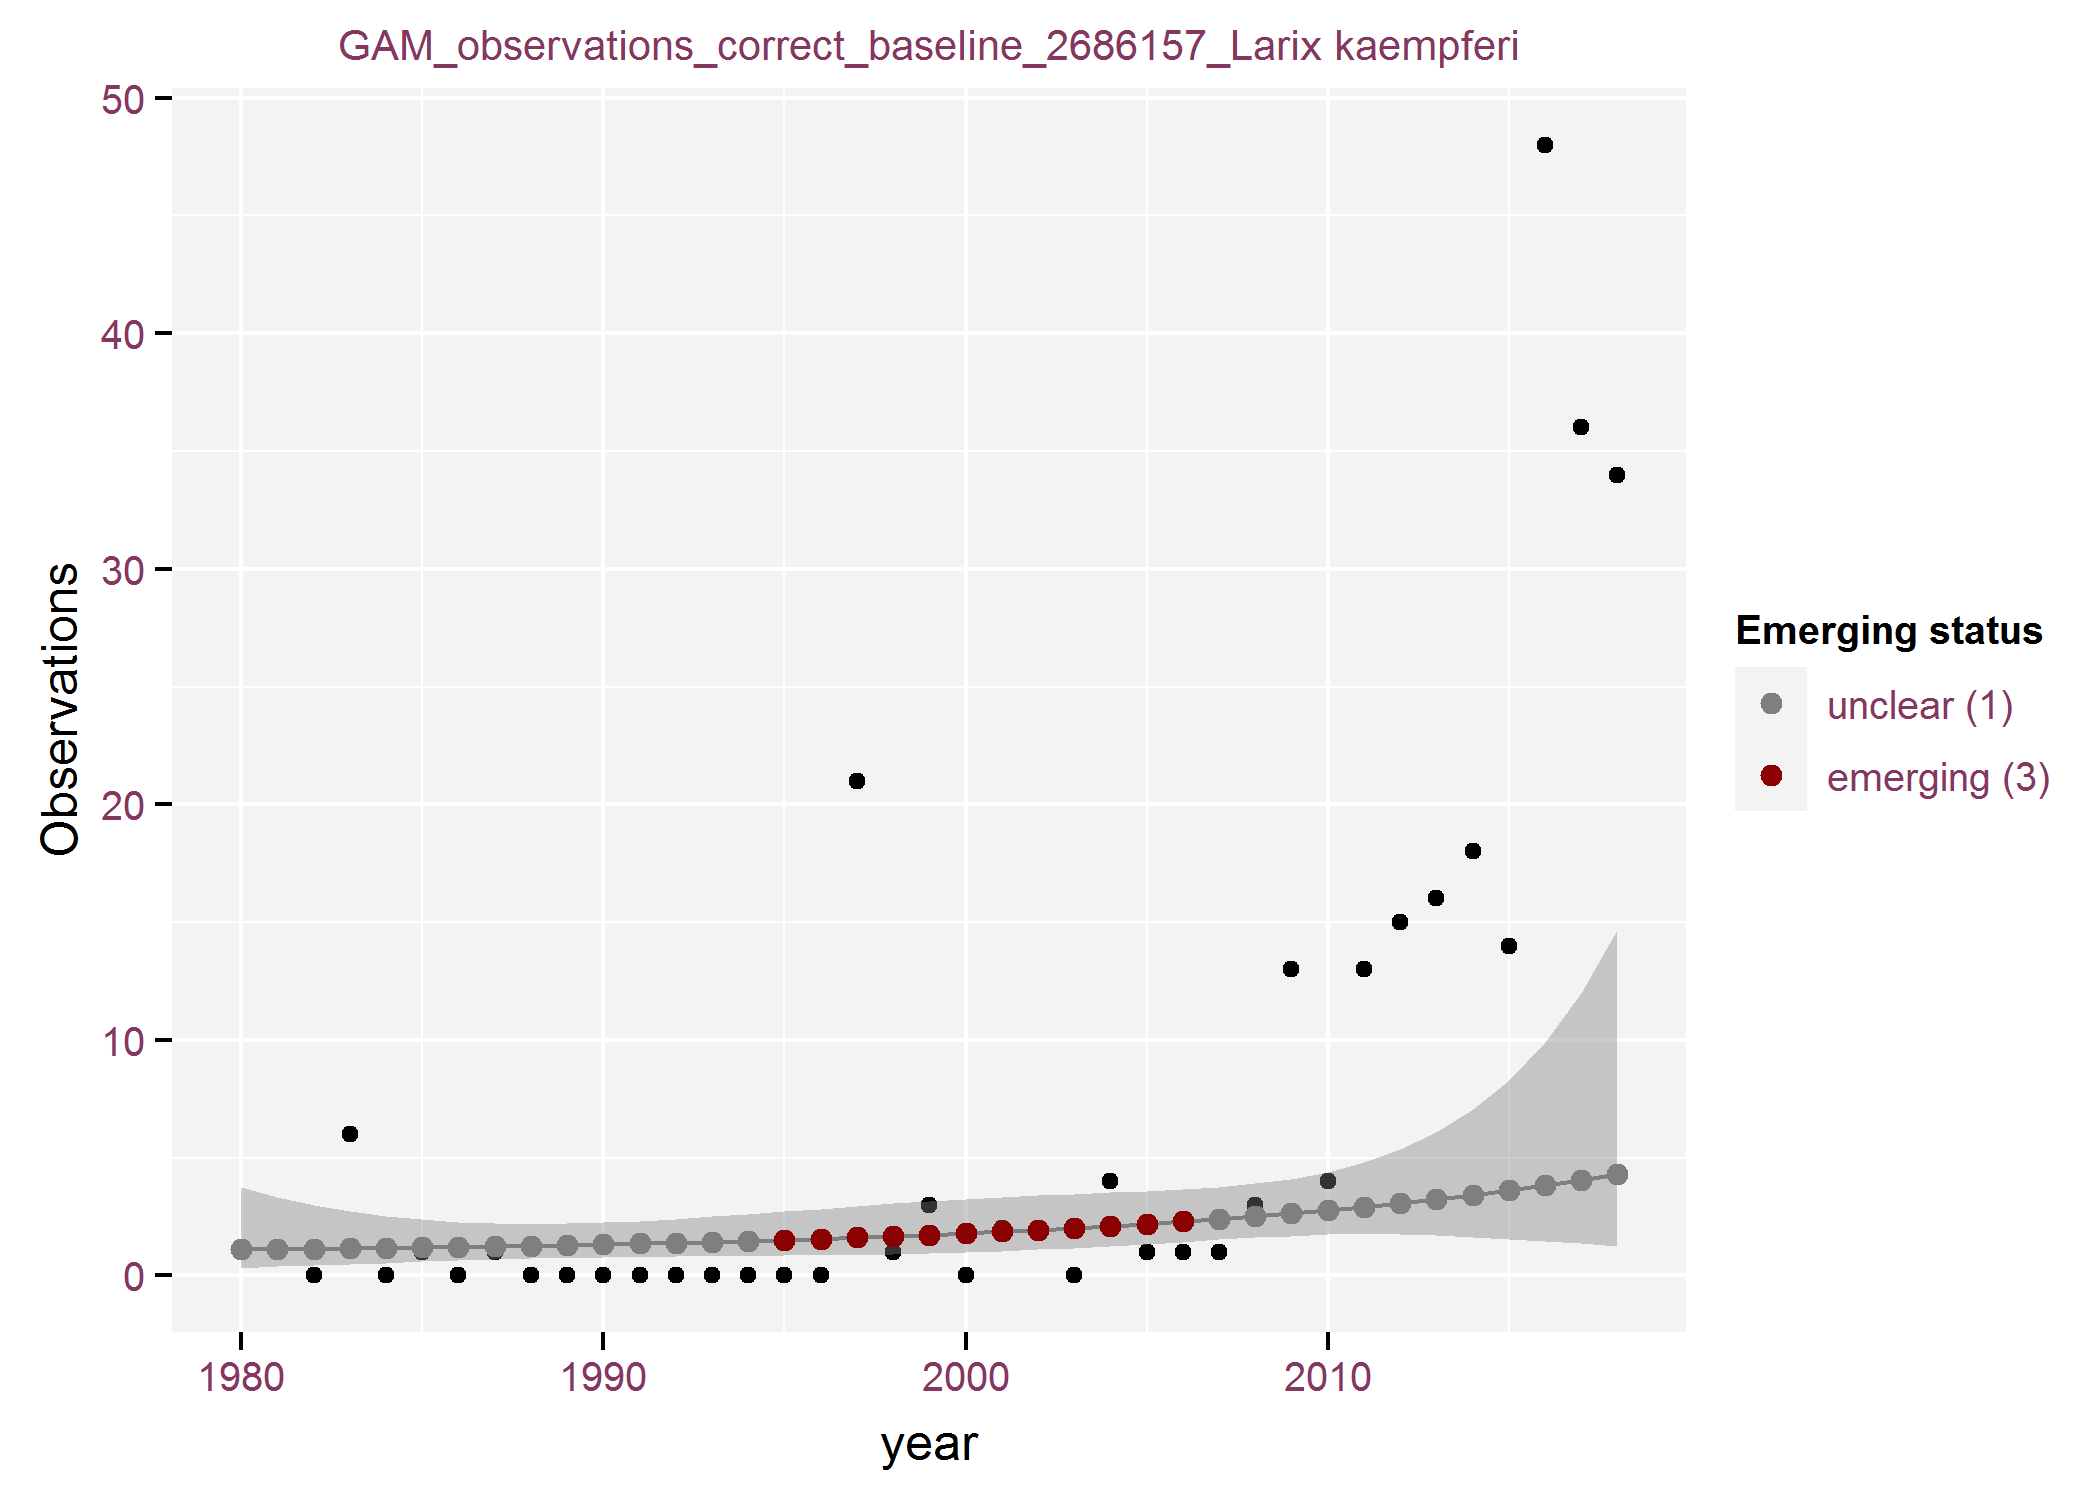 GAM_observations_correct_baseline_2686157_Larix kaempferi
50
40
30
20
10
0
Observations
1980 1990 2000 2010
year
Emerging status
unclear (1)
emerging (3)